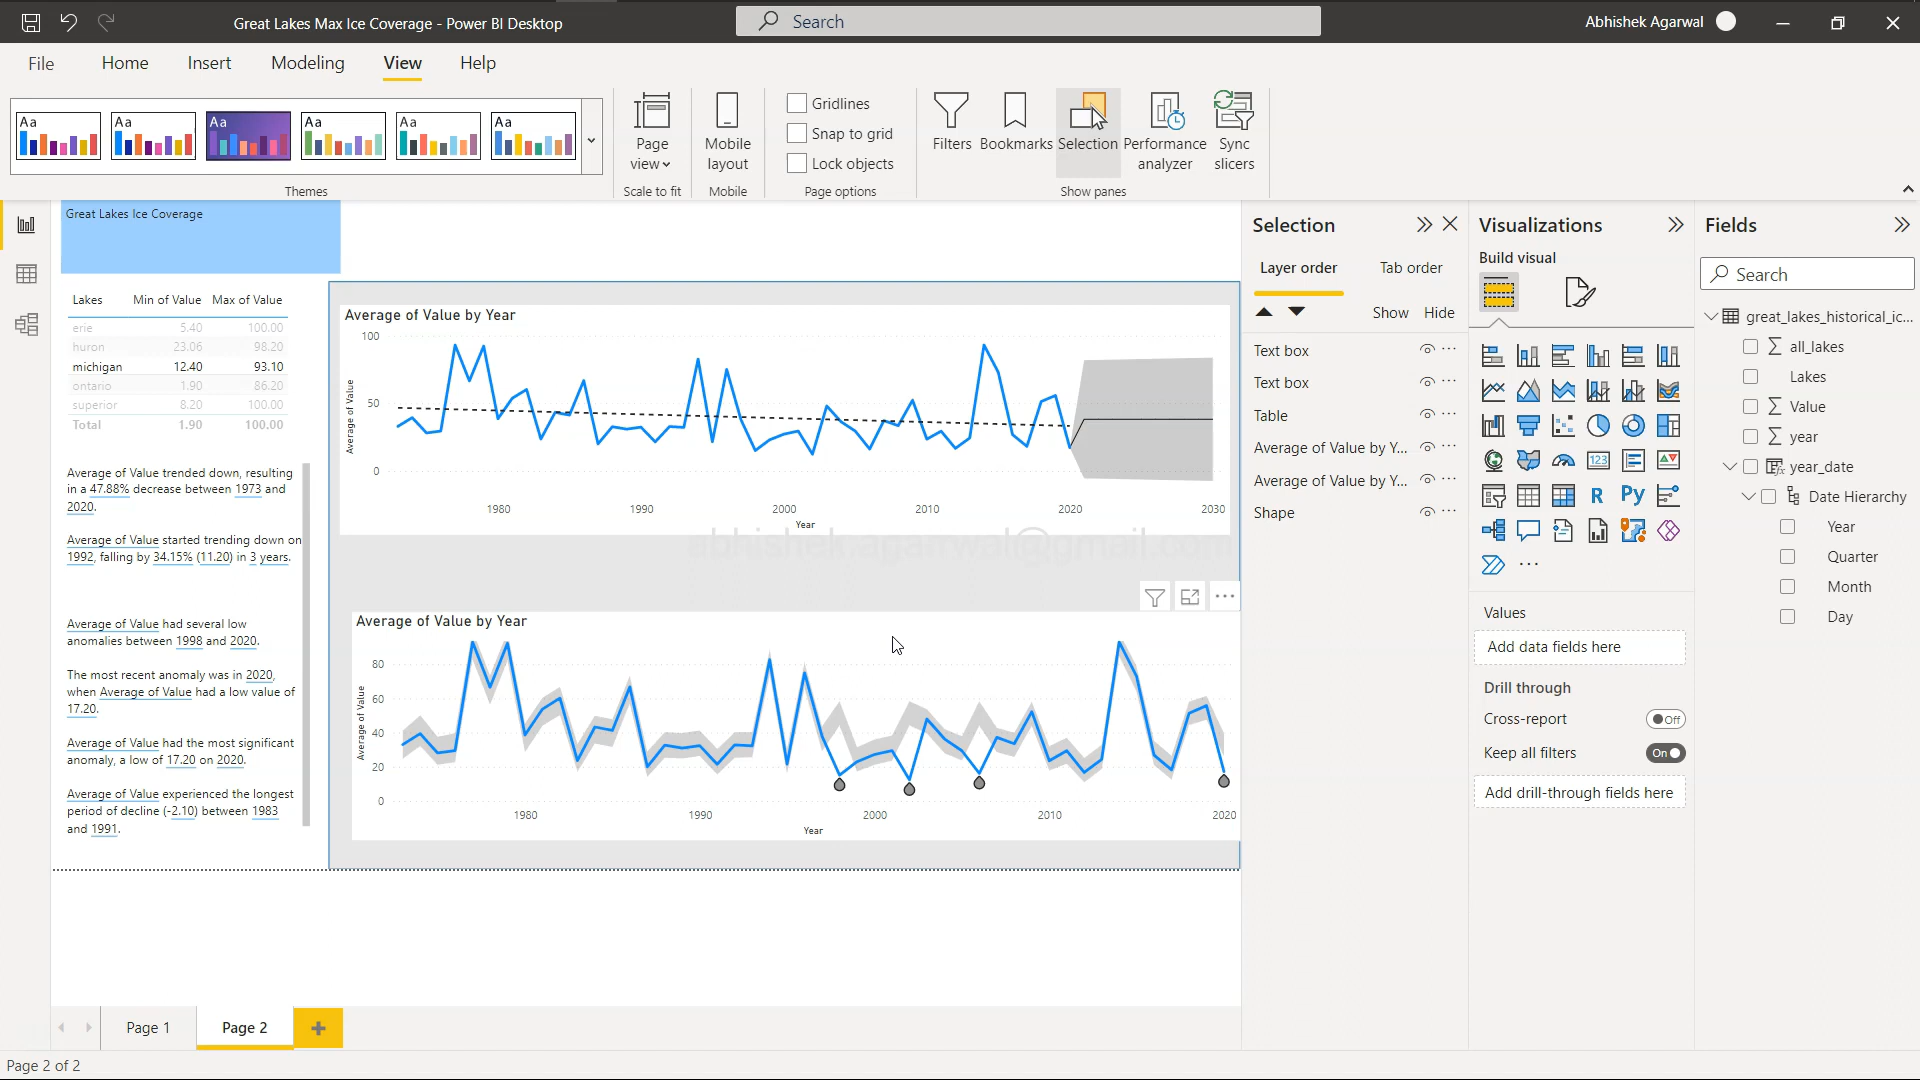 Great Lakes Max Ice Coverage - Power BI Desktop
Search
Abhishek Agarwal
File Home Insert Modeling View Help
Aa Aa Aa Aa Aa Aa
Page view
Mobile layout
Gridlines
Snap to grid
Lock objects
Filters
Bookmarks
Selection
Performance analyzer
Sync slicers
Themes
Scale to fit
Mobile
Page options
Show panes
Great Lakes Ice Coverage
Lakes Min of Value Max of Value
erie 5.40 100.00
huron 23.06 98.20
michigan 12.40 93.10
ontario 1.90 86.20
superior 8.20 100.00
Total 1.90 100.00
Average of Value trended down, resulting
in a 47.88% decrease between 1973 and
2020.
Average of Value started trending down on
1992, falling by 34.15% (11.20) in 3 years.
Average of Value had several low
anomalies between 1998 and 2020.
The most recent anomaly was in 2020,
when Average of Value had a low value of
17.20.
Average of Value had the most significant
anomaly, a low of 17.20 on 2020.
Average of Value experienced the longest
period of decline (-2.10) between 1983
and 1991.
Average of Value by Year
Average of Value
100
50
0
1980 1990 2000 2010 2020 2030
Year
abhishek.agarrwal@gmail.com
Average of Value by Year
Average of Value
80
60
40
20
0
1980 1990 2000 2010 2020
Year
Selection
Layer order Tab order
Show Hide
Text box
Text box
Table
Average of Value by Y...
Average of Value by Y...
Shape
Visualizations
Build visual
123
R Py
Values
Add data fields here
Drill through
Cross-report Off
Keep all filters On
Add drill-through fields here
Fields
Search
great_lakes_historical_ic...
all_lakes
Lakes
Value
year
year_date
Date Hierarchy
Year
Quarter
Month
Day
Page 1 Page 2
Page 2 of 2